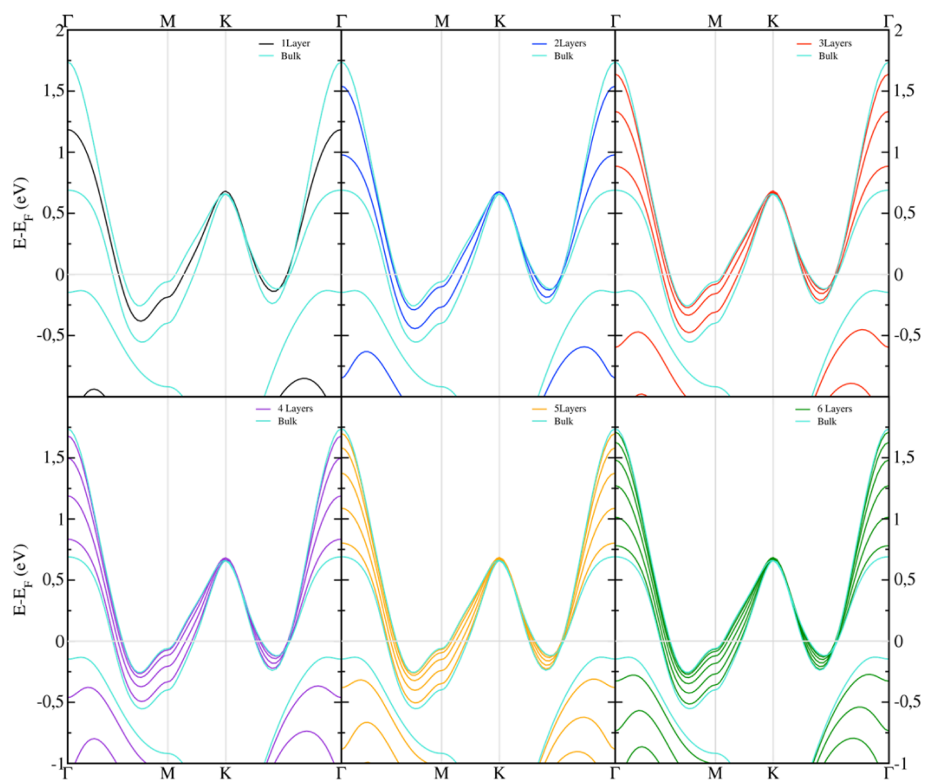 Γ M K Γ M K Γ M K Γ
2 1Layer 2Layers 3Layers 2
Bulk Bulk Bulk
1,5 1,5
1 1
0,5 0,5
0 0
-0,5 -0,5
E-E_F (eV)
4 Layers 5Layers 6 Layers
Bulk Bulk Bulk
1,5 1,5
1 1
0,5 0,5
0 0
-0,5 -0,5
-1 -1
E-E_F (eV)
Γ M K Γ M K Γ M K Γ